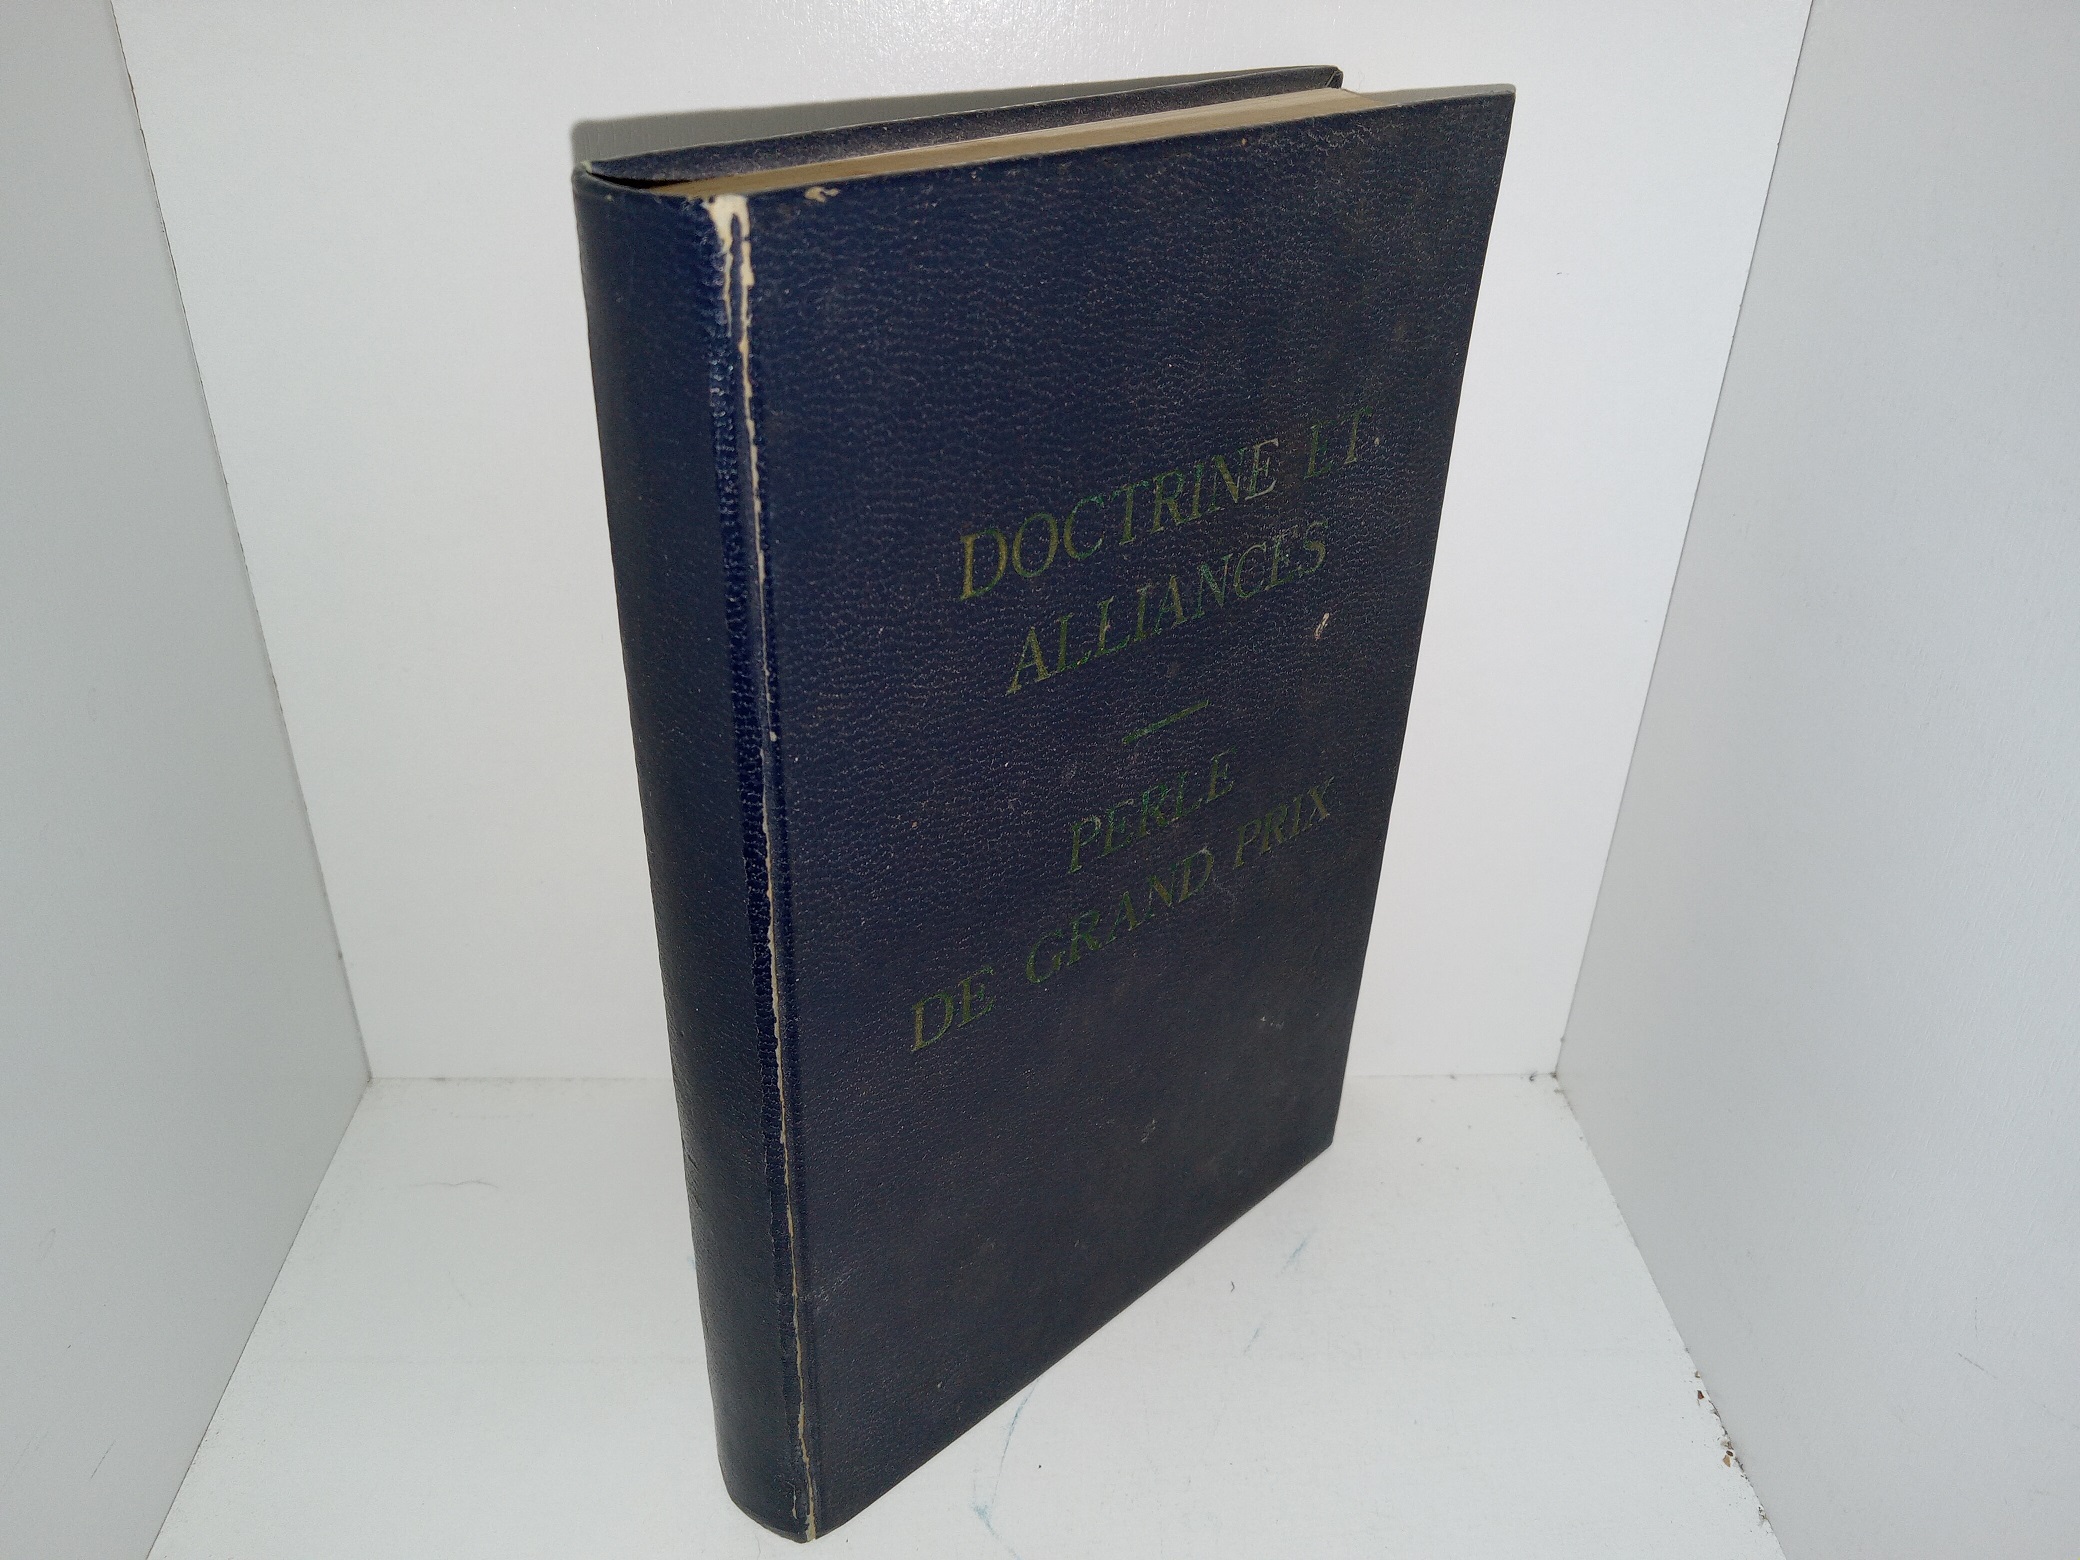 DOCTRINE ET
ALLIANCES
PERLE
DE GRAND PRIX